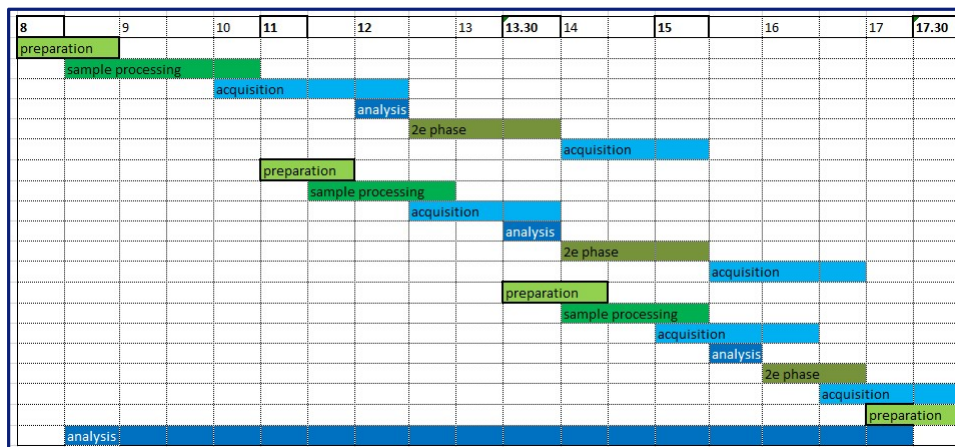 8 9 10 11 12 13 13.30 14 15 16 17 17.30
preparation
sample processing
acquisition
analysis
2e phase
acquisition
preparation
sample processing
acquisition
analysis
2e phase
acquisition
preparation
sample processing
acquisition
analysis
2e phase
acquisition
preparation
analysis